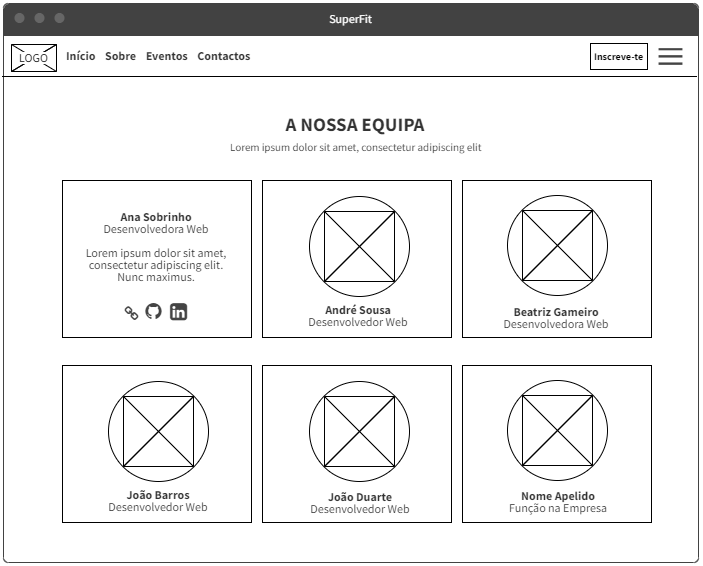 SuperFit
LOGO
Início Sobre Eventos Contactos
Inscreve-te
A NOSSA EQUIPA
Lorem ipsum dolor sit amet, consectetur adipiscing elit
Ana Sobrinho
Desenvolvedora Web
Lorem ipsum dolor sit amet,
consectetur adipiscing elit.
Nunc maximus.
in
André Sousa
Desenvolvedor Web
Beatriz Gameiro
Desenvolvedora Web
João Barros
Desenvolvedor Web
João Duarte
Desenvolvedor Web
Nome Apelido
Função na Empresa